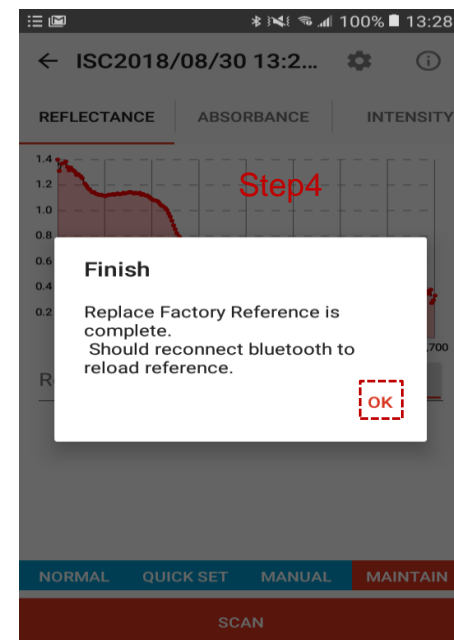 100% 13:28
ISC2018/08/30 13:2...
REFLECTANCE ABSORBANCE INTENSITY
1.4
Step4
1.2
1.0
0.8
0.6
0.4
0.2
Finish
Replace Factory Reference is
complete.
Should reconnect bluetooth to
reload reference.
OK
,700
R
NORMAL QUICK SET MANUAL MAINTAIN
SCAN